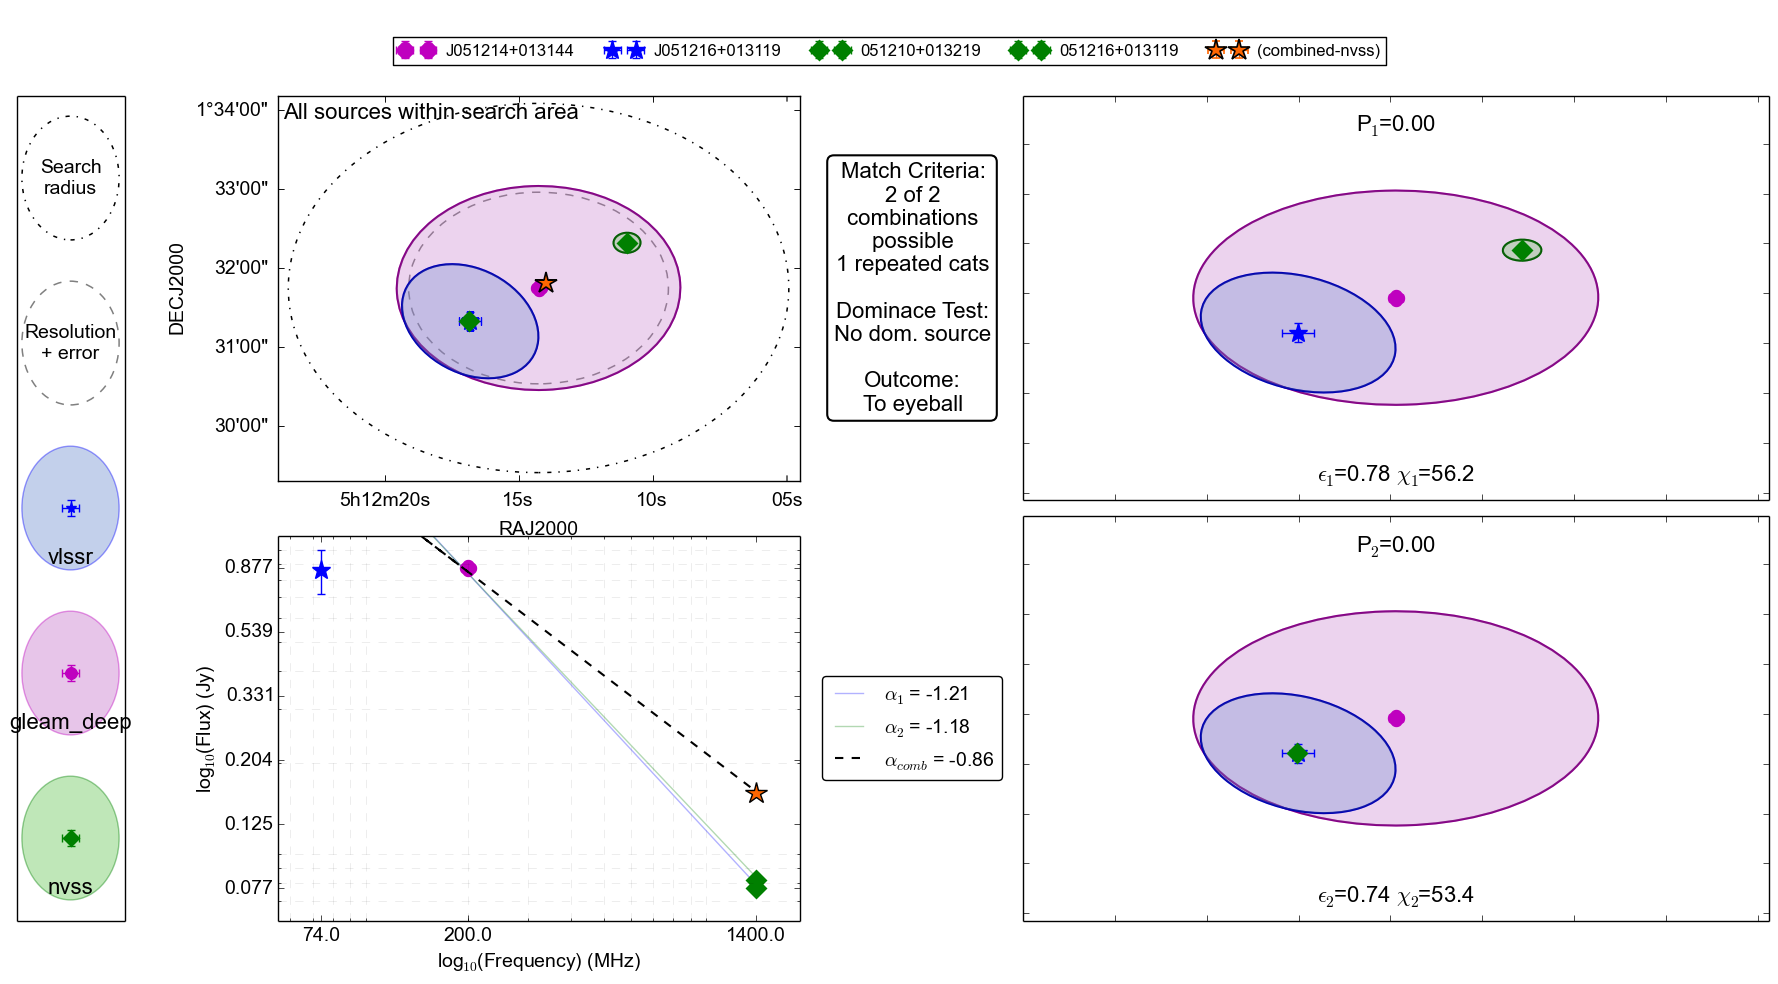 J051214+013144
J051216+013119
051210+013219
051216+013119
(combined-nvss)
Search
radius
Resolution
+ error
vlssr
gleam_deep
nvss
All sources within search area
1°34'00"
33'00"
32'00"
31'00"
30'00"
DECJ2000
5h12m20s
15s
10s
05s
RAJ2000
Match Criteria:
2 of 2
combinations
possible
1 repeated cats
Dominace Test:
No dom. source
Outcome:
To eyeball
P1=0.00
ϵ1=0.78 χ1=56.2
0.877
0.539
0.331
0.204
0.125
0.077
log10(Flux) (Jy)
74.0
200.0
1400.0
log10(Frequency) (MHz)
α1 = -1.21
α2 = -1.18
αcomb = -0.86
P2=0.00
ϵ2=0.74 χ2=53.4